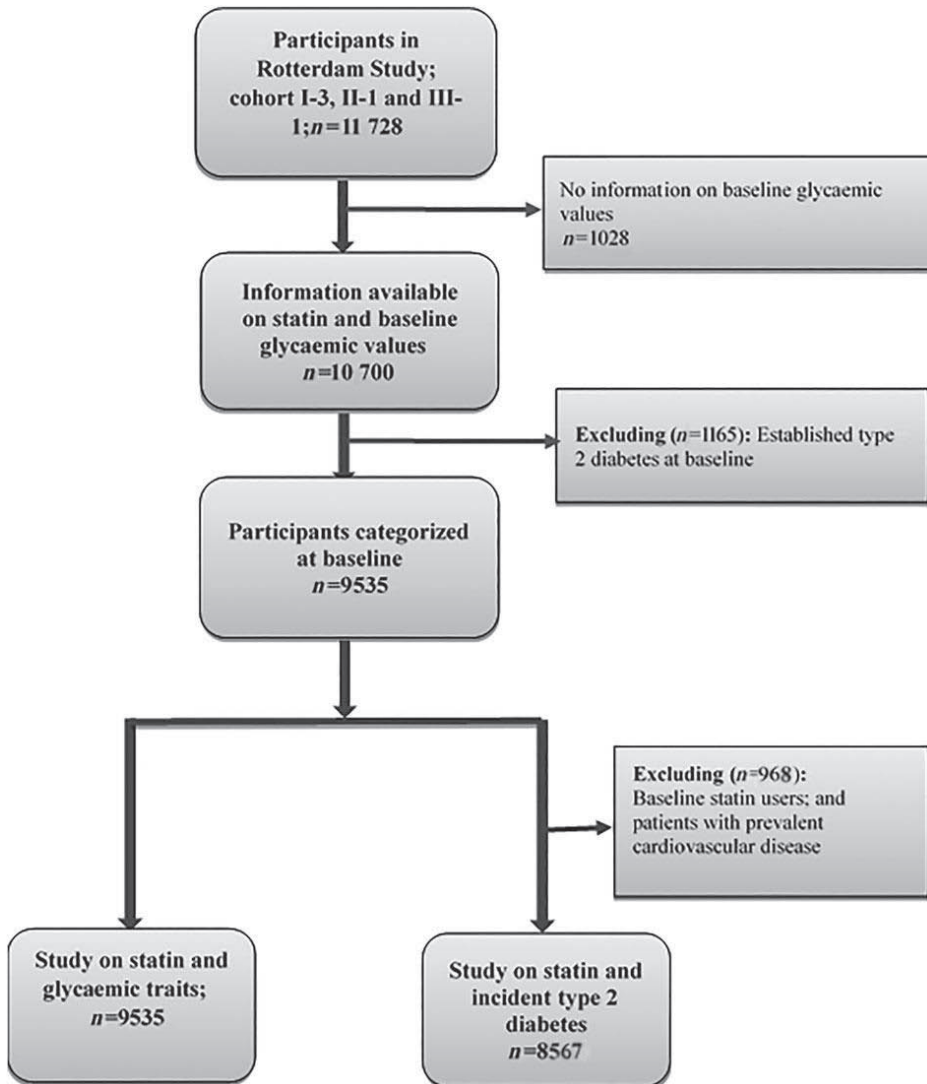 Participants in
Rotterdam Study;
cohort I-3, II-1 and III-
1;n=11 728
No information on baseline glycaemic
values
n=1028
Information available
on statin and baseline
glycaemic values
n=10 700
Excluding (n=1165): Established type
2 diabetes at baseline
Participants categorized
at baseline
n=9535
Excluding (n=968):
Baseline statin users; and
patients with prevalent
cardiovascular disease
Study on statin and
glycaemic traits;
n=9535
Study on statin and
incident type 2
diabetes
n=8567